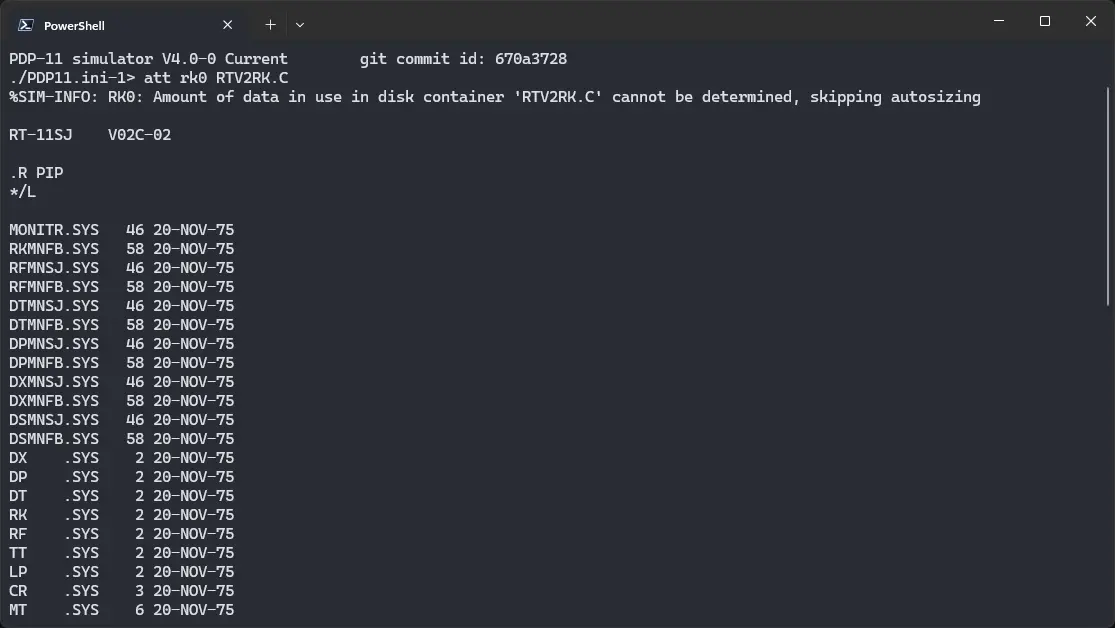 PowerShell
PDP-11 simulator V4.0-0 Current        git commit id: 670a3728
./PDP11.ini-1> att rk0 RTV2RK.C
%SIM-INFO: RK0: Amount of data in use in disk container 'RTV2RK.C' cannot be determined, skipping autosizing
RT-11SJ    V02C-02
.R PIP
*/L
MONITR.SYS   46 20-NOV-75
RKMNFB.SYS   58 20-NOV-75
RFMNSJ.SYS   46 20-NOV-75
RFMNFB.SYS   58 20-NOV-75
DTMNSJ.SYS   46 20-NOV-75
DTMNFB.SYS   58 20-NOV-75
DPMNSJ.SYS   46 20-NOV-75
DPMNFB.SYS   58 20-NOV-75
DXMNSJ.SYS   46 20-NOV-75
DXMNFB.SYS   58 20-NOV-75
DSMNSJ.SYS   46 20-NOV-75
DSMNFB.SYS   58 20-NOV-75
DX    .SYS    2 20-NOV-75
DP    .SYS    2 20-NOV-75
DT    .SYS    2 20-NOV-75
RK    .SYS    2 20-NOV-75
RF    .SYS    2 20-NOV-75
TT    .SYS    2 20-NOV-75
LP    .SYS    2 20-NOV-75
CR    .SYS    3 20-NOV-75
MT    .SYS    6 20-NOV-75